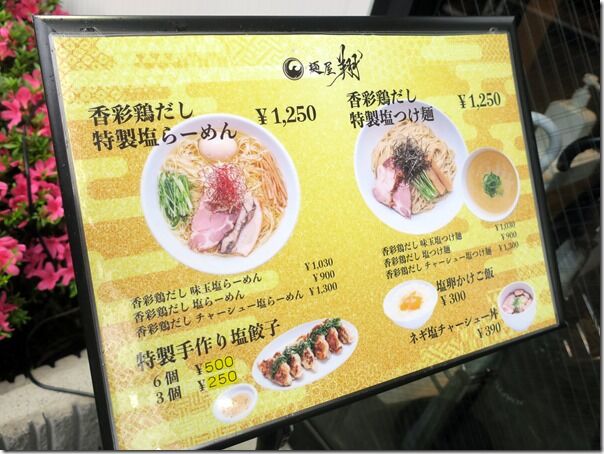 麺屋 翔
香彩鶏だし
特製塩らーめん
¥1,250
香彩鶏だし
特製塩つけ麺
¥1,250
香彩鶏だし 味玉塩らーめん ¥1,030
香彩鶏だし 塩らーめん ¥900
香彩鶏だし チャーシュー塩らーめん ¥1,300
香彩鶏だし 味玉塩つけ麺 ¥1,030
香彩鶏だし 塩つけ麺 ¥900
香彩鶏だし チャーシュー塩つけ麺 ¥1,300
特製手作り塩餃子
6個 ¥500
3個 ¥250
塩卵かけご飯
¥300
ネギ塩チャーシュー丼
¥390